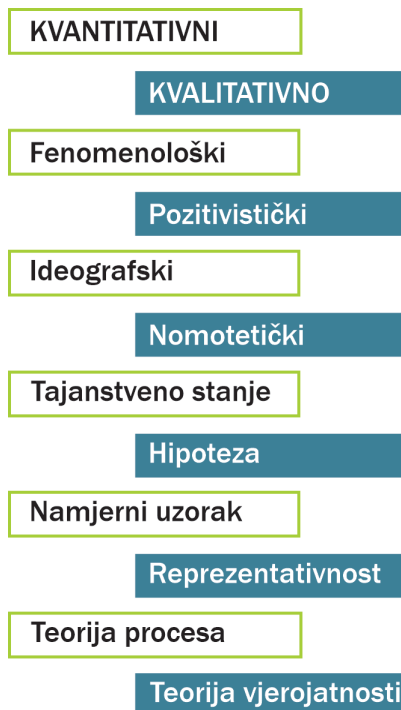 KVANTITATIVNI
KVALITATIVNO
Fenomenološki
Pozitivistički
Ideografski
Nomotetički
Tajanstveno stanje
Hipoteza
Namjerni uzorak
Reprezentativnost
Teorija procesa
Teorija vjerojatnosti